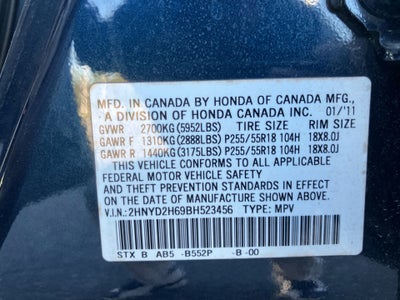 MFD. IN CANADA BY HONDA OF CANADA MFG.,
A DIVISION OF HONDA CANADA INC. 01/'11
GVWR 2700KG(5952LBS) TIRE SIZE RIM SIZE
GAWR F 1310KG(2888LBS) P255/55R18 104H 18X8.0J
GAWR R 1440KG(3175LBS) P255/55R18 104H 18X8.0J
THIS VEHICLE CONFORMS TO ALL APPLICABLE
FEDERAL MOTOR VEHICLE SAFETY
AND THEFT PREVENTION STANDARDS IN EFFECT ON THE
DATE OF MANUFACTURE SHOWN ABOVE.
V.I.N.: 2HNYD2H69BH523456 TYPE: MPV
STX B AB5 -B552P -B -00